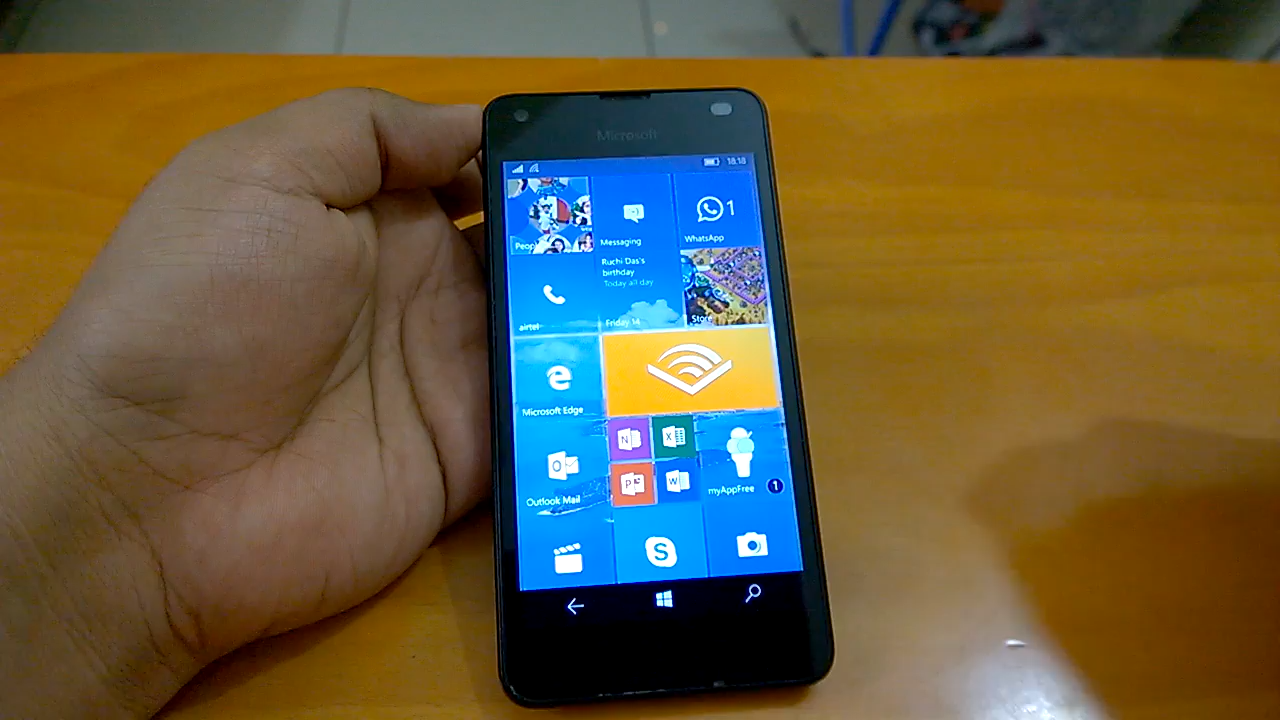 Microsoft
18:18
Peop
Messaging
1
WhatsApp
Ruchi Das's
birthday
Today all day
airtel
Friday 14
Store
e
Microsoft Edge
N
X
O
Outlook Mail
P
W
myAppFree
1
S